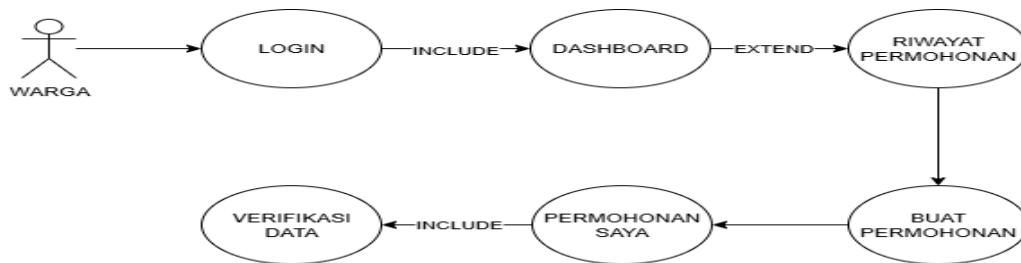 LOGIN
INCLUDE
DASHBOARD
EXTEND
RIWAYAT
PERMOHONAN
WARGA
VERIFIKASI
DATA
INCLUDE
PERMOHONAN
SAYA
BUAT
PERMOHONAN